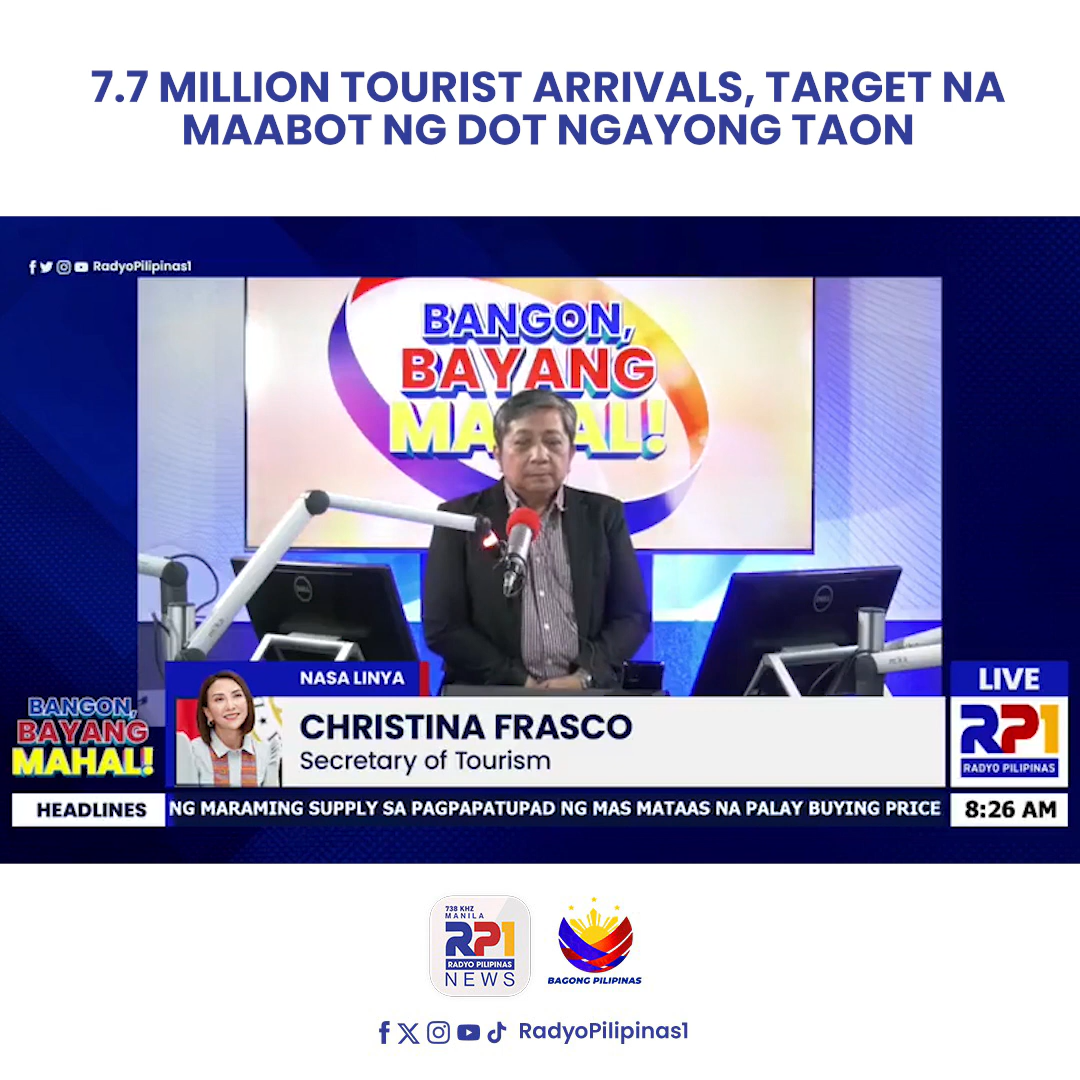 7.7 MILLION TOURIST ARRIVALS, TARGET NA
MAABOT NG DOT NGAYONG TAON
RadyoPilipinas1
BANGON,
BAYANG
MAHAL!
DELL
DELL
NASA LINYA
CHRISTINA FRASCO
Secretary of Tourism
BANGON,
BAYANG
MAHAL!
LIVE
RP1
RADYO PILIPINAS
HEADLINES
NG MARAMING SUPPLY SA PAGPAPATUPAD NG MAS MATAAS NA PALAY BUYING PRICE
8:26 AM
738 KHZ
MANILA
RP1
RADYO PILIPINAS
NEWS
BAGONG PILIPINAS
RadyoPilipinas1